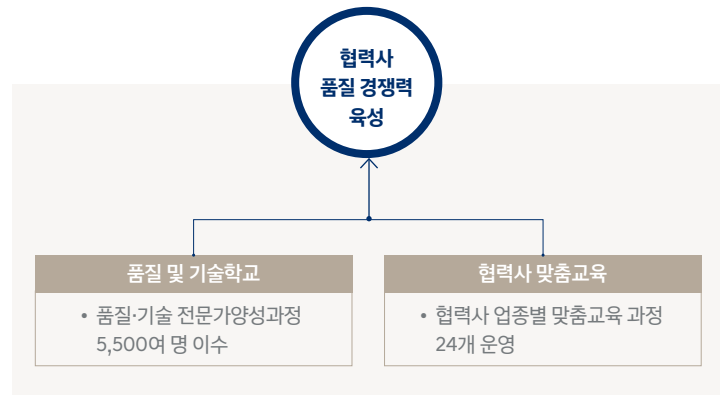 협력사
품질 경쟁력
육성
품질 및 기술학교
• 품질·기술 전문가양성과정
5,500여 명 이수
협력사 맞춤교육
• 협력사 업종별 맞춤교육 과정
24개 운영